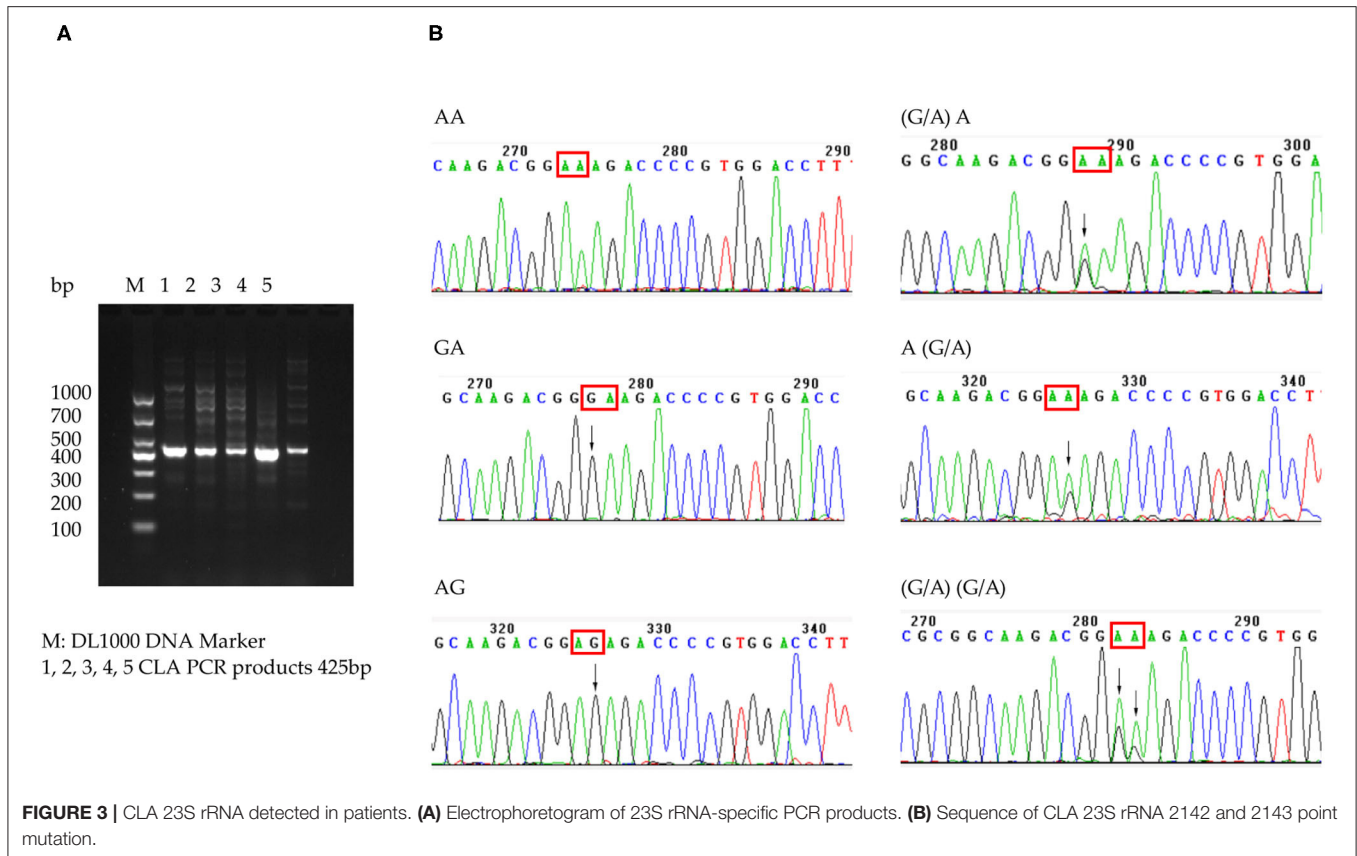 A
B
bp M 1 2 3 4 5
1000
700
500
400
300
200
100
M: DL1000 DNA Marker
1, 2, 3, 4, 5 CLA PCR products 425bp
AA
270 280 290
C A A G A C G G A A A G A C C C C G T G G A C C T T T
GA
270 280 290
G C A A G A C G G G A A G A C C C C G T G G A C C
AG
320 330 340
G C A A G A C G G A G A G A C C C C G T G G A C C T T
(G/A) A
280 290 300
G G C A A G A C G G A A A G A C C C C G T G G A
A (G/A)
320 330 340
G C A A G A C G G A A A G A C C C C G T G G A C C T T
(G/A) (G/A)
270 280 290
C G C G G C A A G A C G G A A A G A C C C C G T G G
FIGURE 3 | CLA 23S rRNA detected in patients. (A) Electrophoretogram of 23S rRNA-specific PCR products. (B) Sequence of CLA 23S rRNA 2142 and 2143 point
mutation.